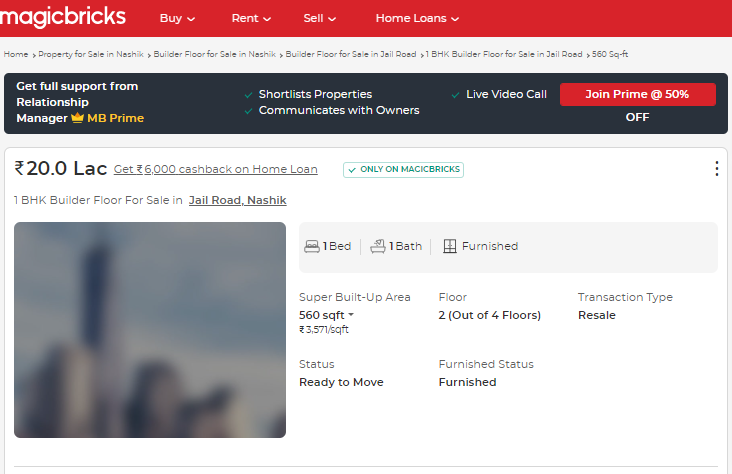 magicbricks
Buy Rent Sell Home Loans
Home > Property for Sale in Nashik > Builder Floor for Sale in Nashik > Builder Floor for Sale in Jail Road > 1 BHK Builder Floor for Sale in Jail Road > 560 Sq-ft
Get full support from
Relationship
Manager MB Prime
Shortlists Properties
Communicates with Owners
Live Video Call
Join Prime @ 50%
OFF
₹20.0 Lac Get ₹6,000 cashback on Home Loan ONLY ON MAGICBRICKS
1 BHK Builder Floor For Sale in Jail Road, Nashik
1 Bed 1 Bath Furnished
Super Built-Up Area Floor Transaction Type
560 sqft 2 (Out of 4 Floors) Resale
₹3,571/sqft
Status Furnished Status
Ready to Move Furnished